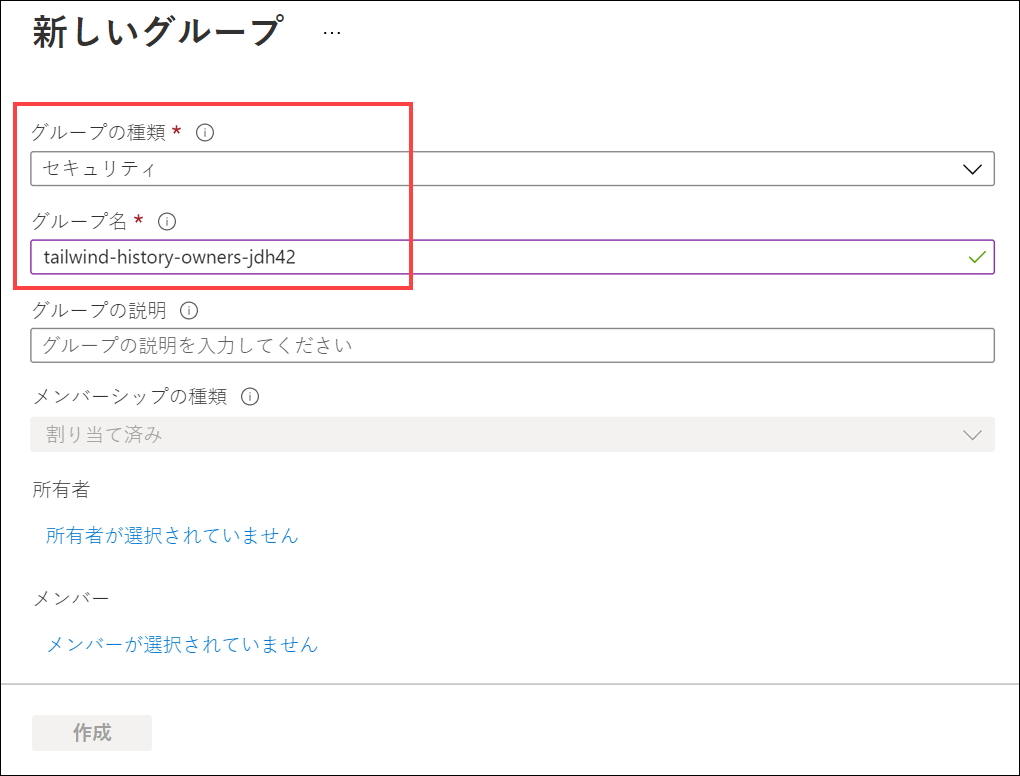 新しいグループ ...
グループの種類 *
セキュリティ
グループ名 *
tailwind-history-owners-jdh42
グループの説明
グループの説明を入力してください
メンバーシップの種類
割り当て済み
所有者
所有者が選択されていません
メンバー
メンバーが選択されていません
作成